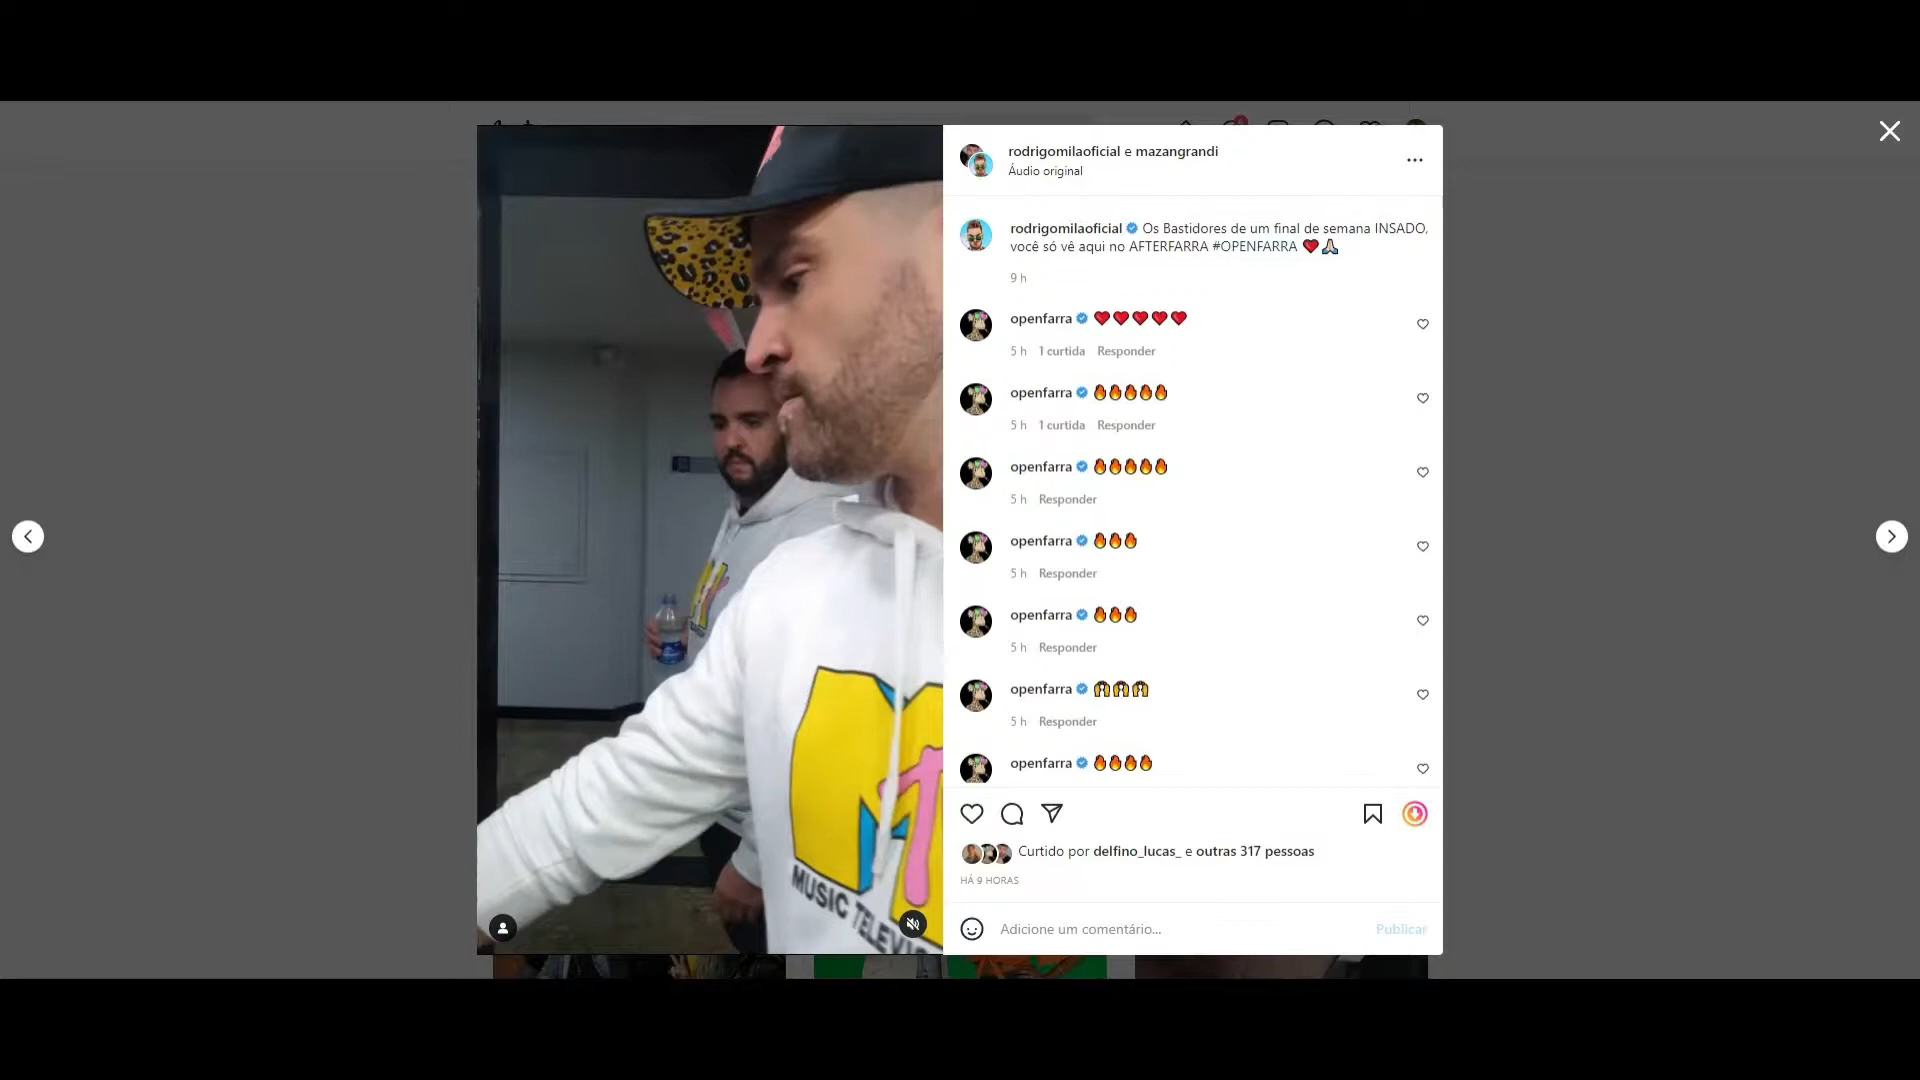 rodrigomilaoficial e mazangrandi
Áudio original
rodrigomilaoficial Os Bastidores de um final de semana INSADO,
você só vê aqui no AFTERFARRA #OPENFARRA ❤️🙏🏼
9 h
openfarra ❤️❤️❤️❤️❤️
5 h 1 curtida Responder
openfarra 🔥🔥🔥🔥🔥
5 h 1 curtida Responder
openfarra 🔥🔥🔥🔥🔥
5 h Responder
openfarra 🔥🔥🔥
5 h Responder
openfarra 🔥🔥🔥
5 h Responder
openfarra 🙌🙌🙌
5 h Responder
openfarra 🔥🔥🔥🔥
Curtido por delfino_lucas_ e outras 317 pessoas
HÁ 9 HORAS
Adicione um comentário...
Publicar
MUSIC